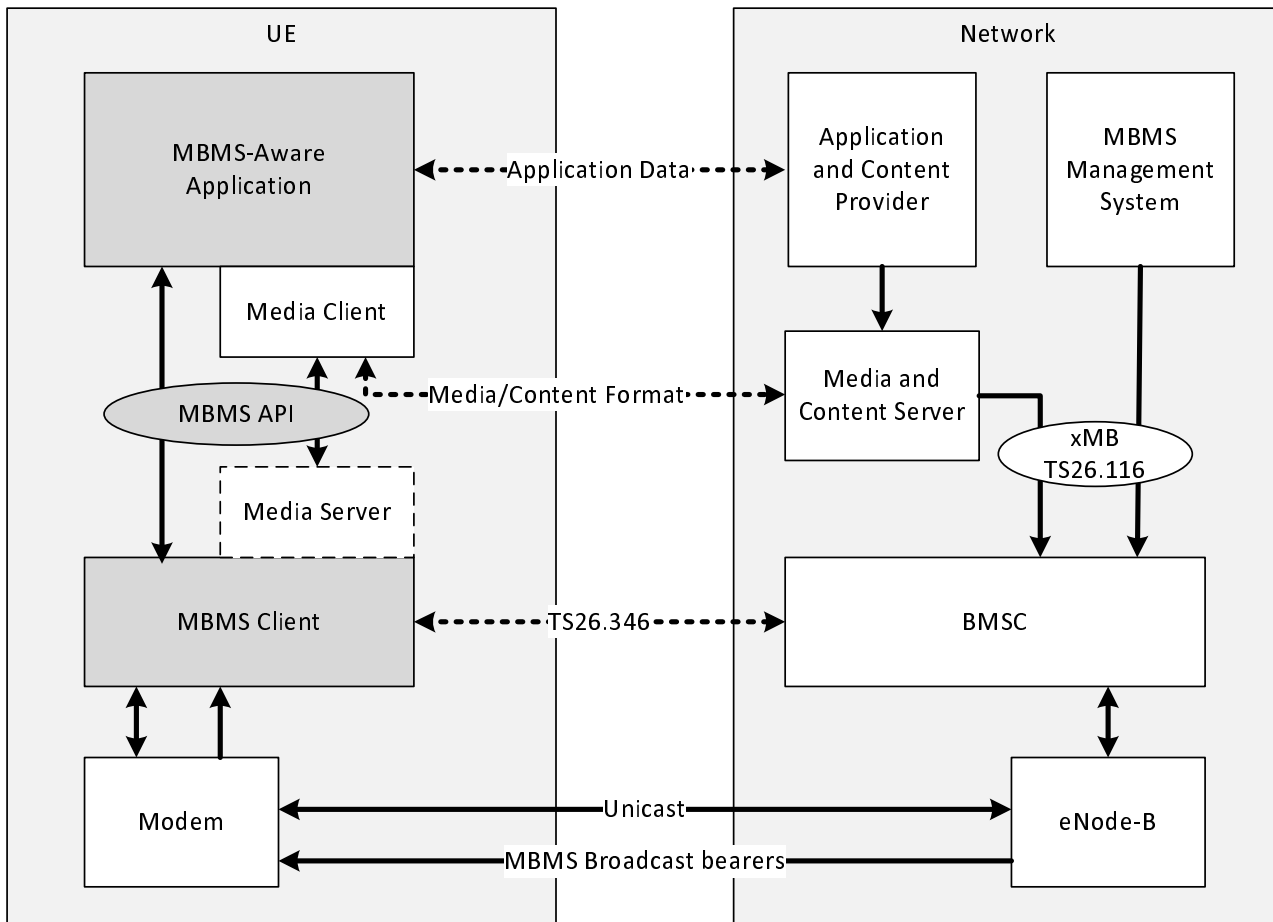 UE
Network
MBMS-Aware
Application
Application Data
Application
and Content
Provider
MBMS
Management
System
Media Client
Media/Content Format
Media and
Content Server
MBMS API
xMB
TS26.116
Media Server
MBMS Client
TS26.346
BMSC
Modem
Unicast
eNode-B
MBMS Broadcast bearers